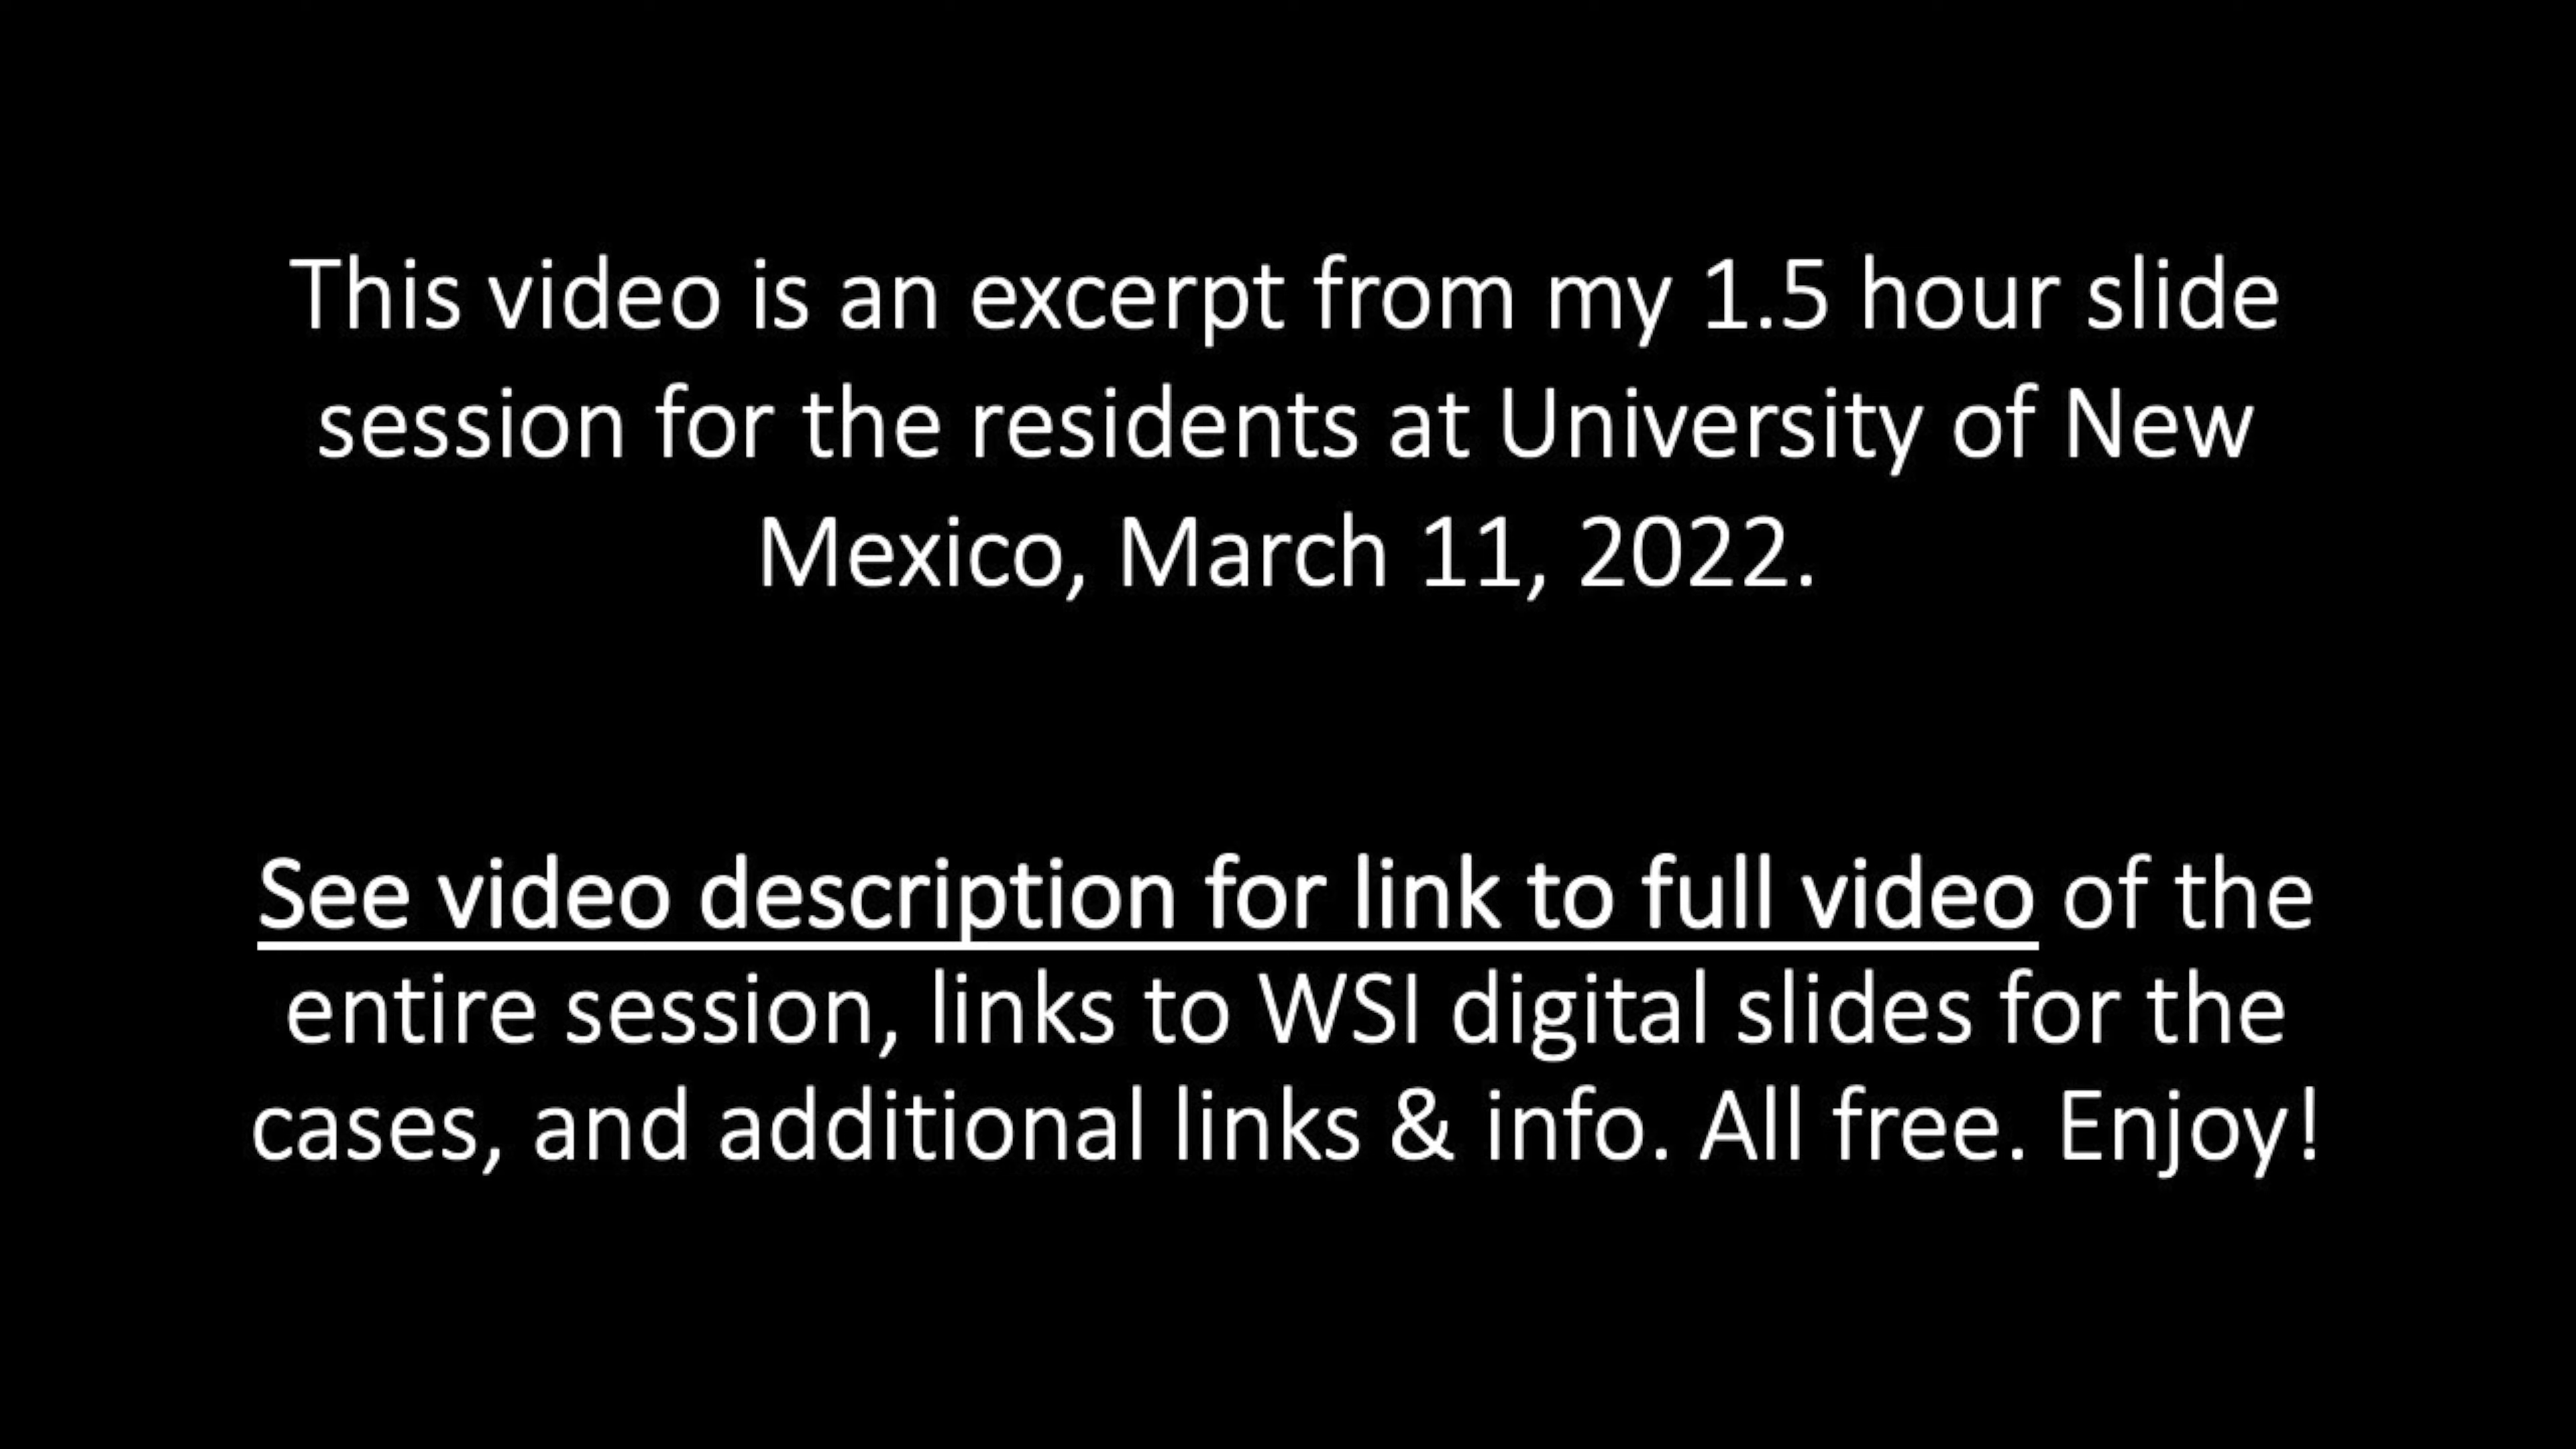 This video is an excerpt from my 1.5 hour slide
session for the residents at University of New
Mexico, March 11, 2022.
See video description for link to full video of the
entire session, links to WSI digital slides for the
cases, and additional links & info. All free. Enjoy!